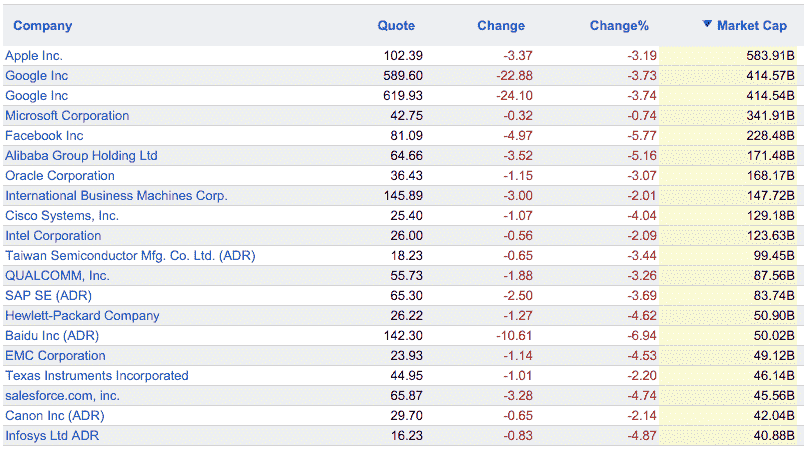 Company Quote Change Change% ▼ Market Cap
Apple Inc. 102.39 -3.37 -3.19 583.91B
Google Inc 589.60 -22.88 -3.73 414.57B
Google Inc 619.93 -24.10 -3.74 414.54B
Microsoft Corporation 42.75 -0.32 -0.74 341.91B
Facebook Inc 81.09 -4.97 -5.77 228.48B
Alibaba Group Holding Ltd 64.66 -3.52 -5.16 171.48B
Oracle Corporation 36.43 -1.15 -3.07 168.17B
International Business Machines Corp. 145.89 -3.00 -2.01 147.72B
Cisco Systems, Inc. 25.40 -1.07 -4.04 129.18B
Intel Corporation 26.00 -0.56 -2.09 123.63B
Taiwan Semiconductor Mfg. Co. Ltd. (ADR) 18.23 -0.65 -3.44 99.45B
QUALCOMM, Inc. 55.73 -1.88 -3.26 87.56B
SAP SE (ADR) 65.30 -2.50 -3.69 83.74B
Hewlett-Packard Company 26.22 -1.27 -4.62 50.90B
Baidu Inc (ADR) 142.30 -10.61 -6.94 50.02B
EMC Corporation 23.93 -1.14 -4.53 49.12B
Texas Instruments Incorporated 44.95 -1.01 -2.20 46.14B
salesforce.com, inc. 65.87 -3.28 -4.74 45.56B
Canon Inc (ADR) 29.70 -0.65 -2.14 42.04B
Infosys Ltd ADR 16.23 -0.83 -4.87 40.88B